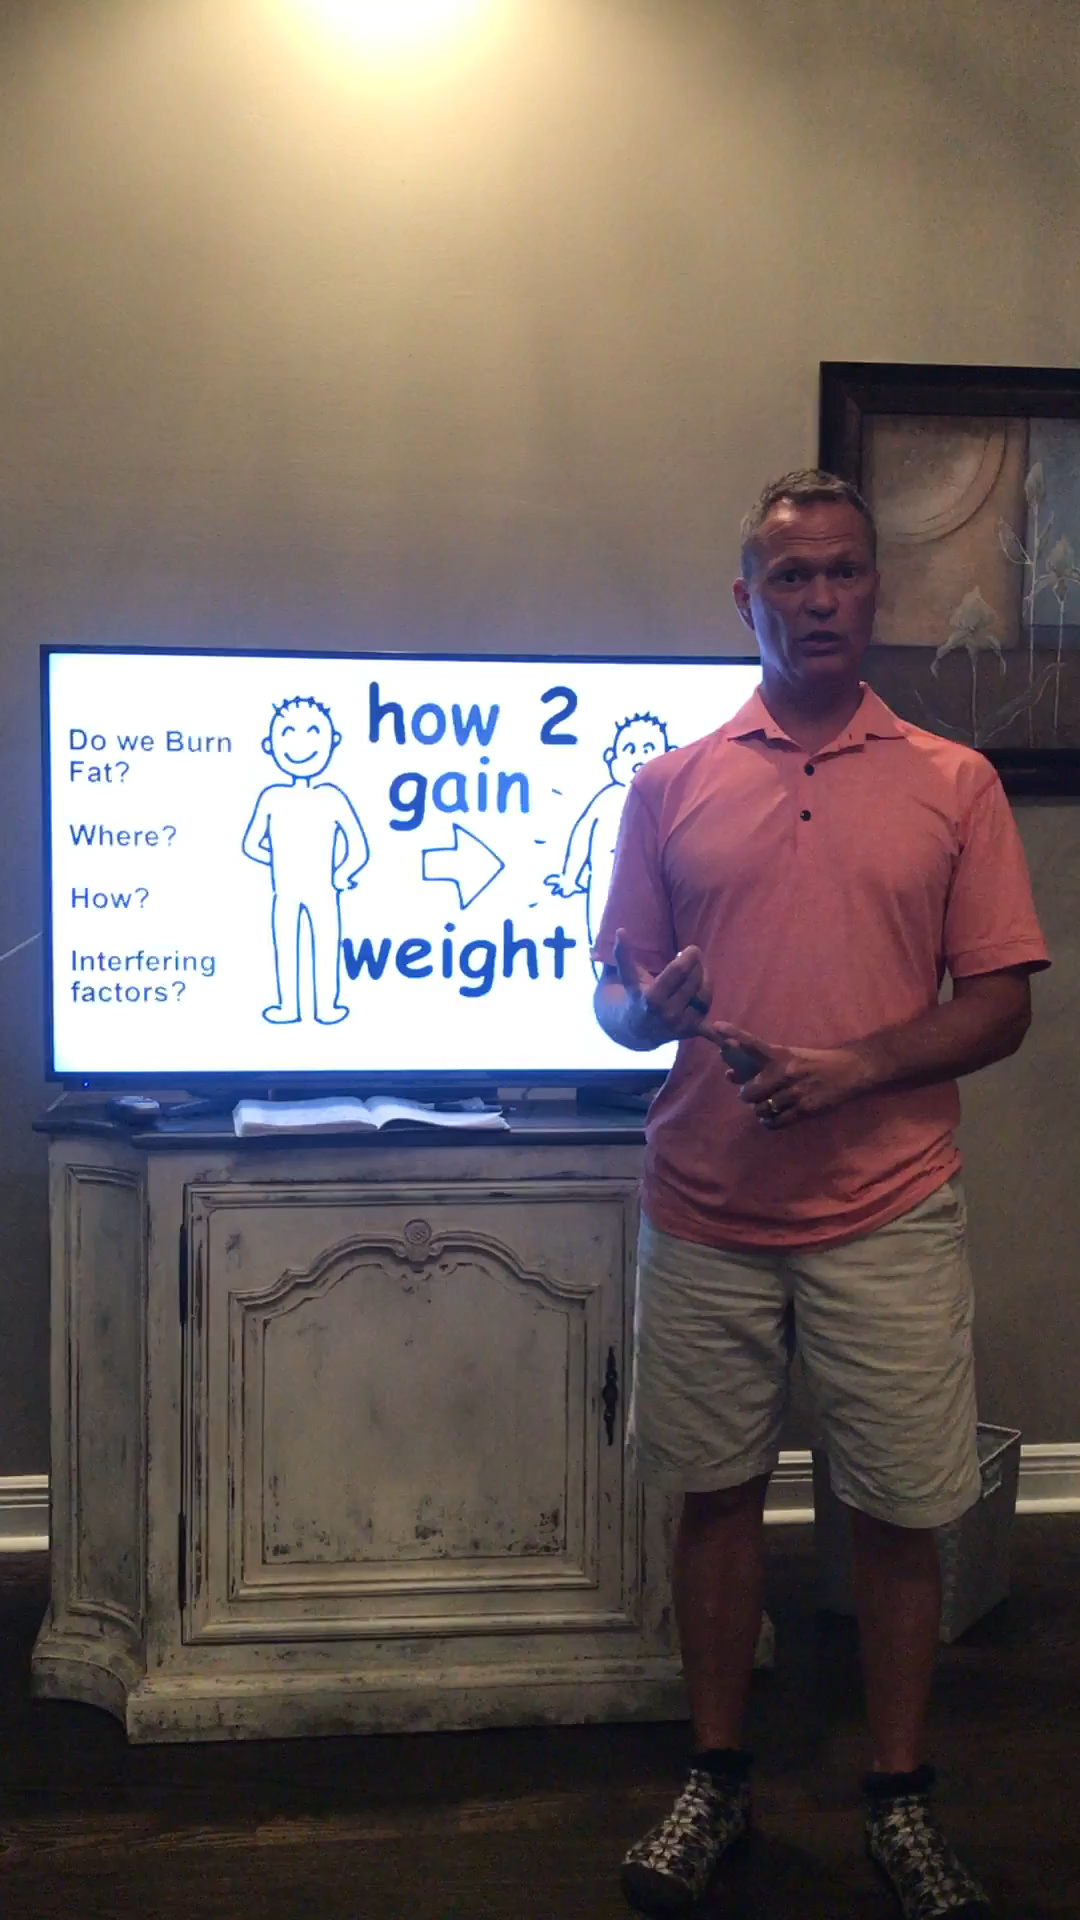 Do we Burn
Fat?
Where?
How?
Interfering
factors?
how 2
gain
weight